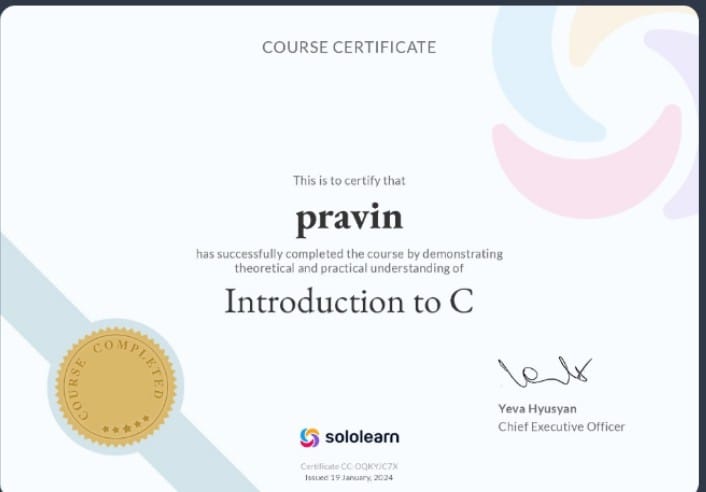 COURSE CERTIFICATE
This is to certify that
pravin
has successfully completed the course by demonstrating
theoretical and practical understanding of
Introduction to C
COURSE COMPLETED
Yeva Hyusyan
Chief Executive Officer
sololearn
Certificate CC-OQKYJC7X
Issued 19 January, 2024